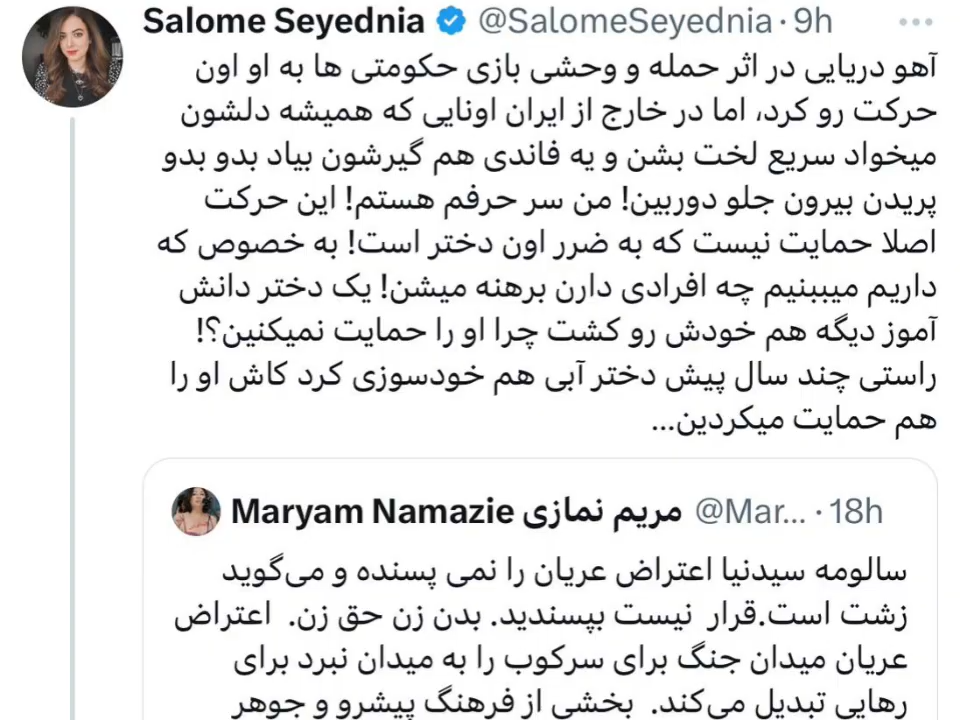 Salome Seyednia @SalomeSeyednia · 9h
آهو دریایی در اثر حمله و وحشی بازی حکومتی ها به او اون
حرکت رو کرد، اما در خارج از ایران اونایی که همیشه دلشون
میخواد سریع لخت بشن و یه فاندی هم گیرشون بیاد بدو بدو
پریدن بیرون جلو دوربین! من سر حرفم هستم! این حرکت
اصلا حمایت نیست که به ضرر اون دختر است! به خصوص که
داریم میبینیم چه افرادی دارن برهنه میشن! یک دختر دانش
آموز دیگه هم خودش رو کشت چرا او را حمایت نمیکنین؟!
راستی چند سال پیش دختر آبی هم خودسوزی کرد کاش او را
هم حمایت میکردین...
Maryam Namazie مریم نمازی @Mar... · 18h
سالومه سیدنیا اعتراض عریان را نمی پسنده و می‌گوید
زشت است.قرار نیست بپسندید. بدن زن حق زن. اعتراض
عریان میدان جنگ برای سرکوب را به میدان نبرد برای
رهایی تبدیل می‌کند. بخشی از فرهنگ پیشرو و جوهر